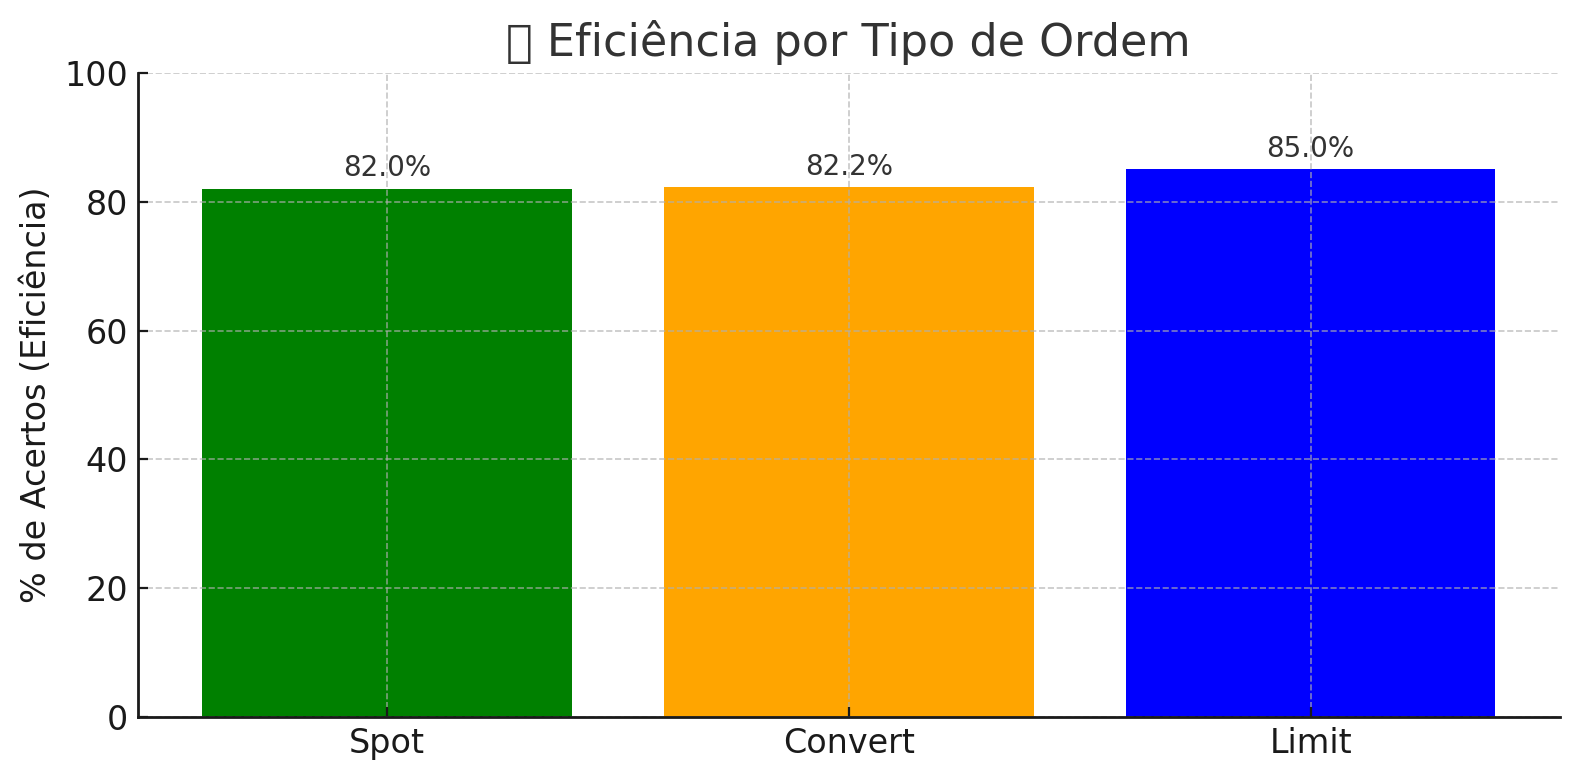 Eficiência por Tipo de Ordem
% de Acertos (Eficiência)
100
80
60
40
20
0
82.0%
82.2%
85.0%
Spot
Convert
Limit